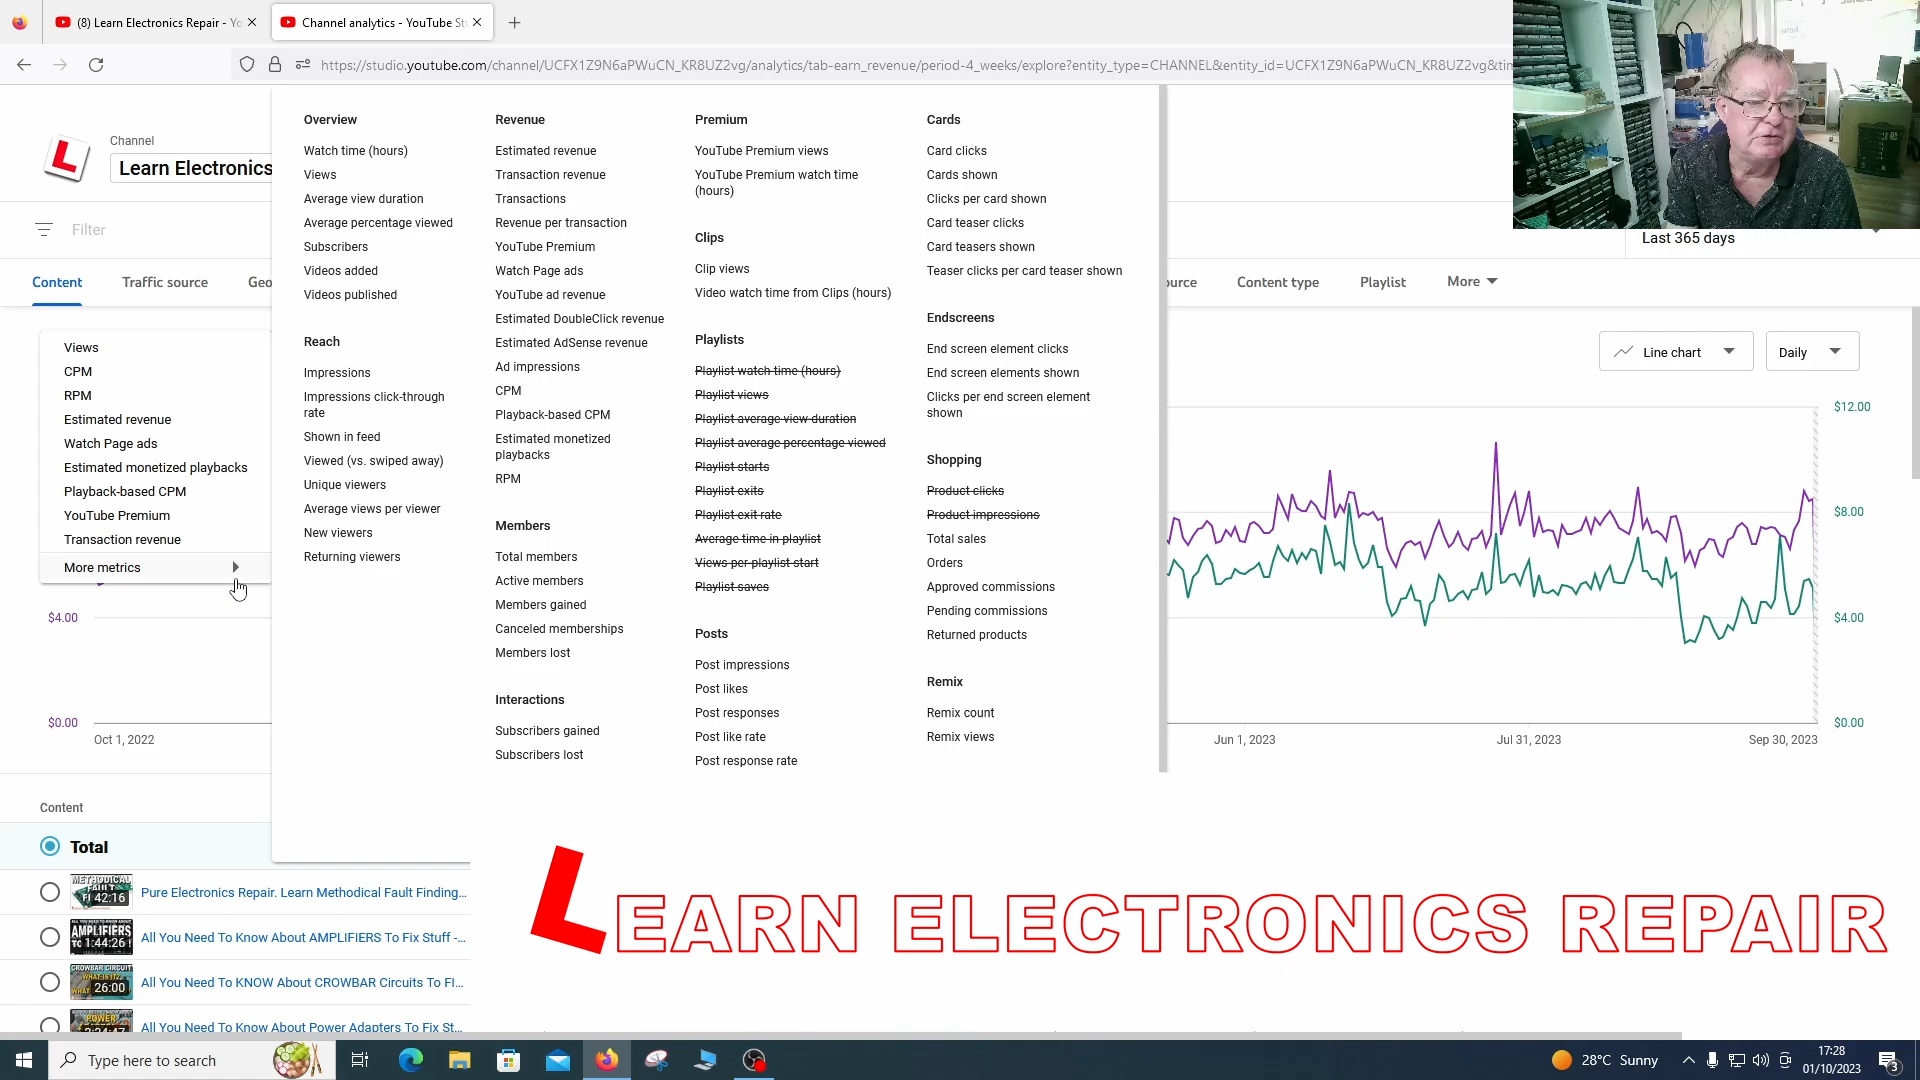 (8) Learn Electronics Repair - Yo
Channel analytics - YouTube St
https://studio.youtube.com/channel/UCFX1Z9N6aPWuCN_KR8UZ2vg/analytics/tab-earn_revenue/period-4_weeks/explore?entity_type=CHANNEL&entity_id=UCFX1Z9N6aPWuCN_KR8UZ2vg&tim
Channel
Learn Electronics
Filter
Last 365 days
Content
Traffic source
Geo
urce
Content type
Playlist
More
Views
CPM
RPM
Estimated revenue
Watch Page ads
Estimated monetized playbacks
Playback-based CPM
YouTube Premium
Transaction revenue
More metrics
Overview
Watch time (hours)
Views
Average view duration
Average percentage viewed
Subscribers
Videos added
Videos published
Reach
Impressions
Impressions click-through
rate
Shown in feed
Viewed (vs. swiped away)
Unique viewers
Average views per viewer
New viewers
Returning viewers
Revenue
Estimated revenue
Transaction revenue
Transactions
Revenue per transaction
YouTube Premium
Watch Page ads
YouTube ad revenue
Estimated DoubleClick revenue
Estimated AdSense revenue
Ad impressions
CPM
Playback-based CPM
Estimated monetized
playbacks
RPM
Members
Total members
Active members
Members gained
Canceled memberships
Members lost
Interactions
Subscribers gained
Subscribers lost
Premium
YouTube Premium views
YouTube Premium watch time
(hours)
Clips
Clip views
Video watch time from Clips (hours)
Playlists
Playlist watch time (hours)
Playlist views
Playlist average view duration
Playlist average percentage viewed
Playlist starts
Playlist exits
Playlist exit rate
Average time in playlist
Views per playlist start
Playlist saves
Posts
Post impressions
Post likes
Post responses
Post like rate
Post response rate
Cards
Card clicks
Cards shown
Clicks per card shown
Card teaser clicks
Card teasers shown
Teaser clicks per card teaser shown
Endscreens
End screen element clicks
End screen elements shown
Clicks per end screen element
shown
Shopping
Product clicks
Product impressions
Total sales
Orders
Approved commissions
Pending commissions
Returned products
Remix
Remix count
Remix views
Line chart
Daily
$12.00
$8.00
$4.00
$0.00
$4.00
$0.00
Oct 1, 2022
Jun 1, 2023
Jul 31, 2023
Sep 30, 2023
Content
Total
METHODICAL
42:16
Pure Electronics Repair. Learn Methodical Fault Finding...
AMPLIFIERS
1:44:26
All You Need To Know About AMPLIFIERS To Fix Stuff -...
CROWBAR CIRCUIT
26:00
All You Need To KNOW About CROWBAR Circuits To FI...
POWER
2:24:47
All You Need To Know About Power Adapters To Fix St...
LEARN ELECTRONICS REPAIR
Type here to search
28°C Sunny
17:28
01/10/2023
3